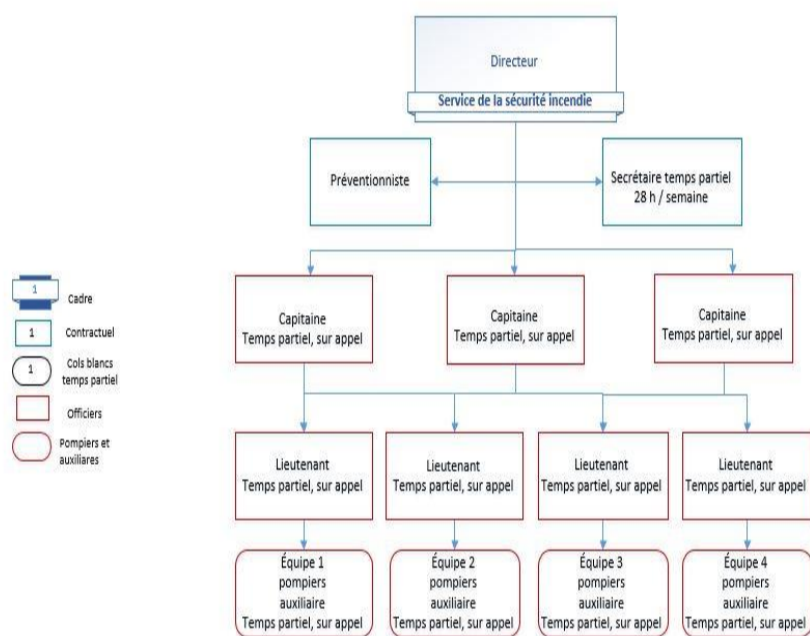 Directeur
Service de la sécurité incendie
Préventionniste
Secrétaire temps partiel
28 h / semaine
1
Cadre
1
Contractuel
1
Cols blancs
temps partiel
Officiers
Pompiers et
auxiliares
Capitaine
Temps partiel, sur appel
Capitaine
Temps partiel, sur appel
Capitaine
Temps partiel, sur appel
Lieutenant
Temps partiel, sur appel
Lieutenant
Temps partiel, sur appel
Lieutenant
Temps partiel, sur appel
Lieutenant
Temps partiel, sur appel
Équipe 1
pompiers
auxiliaire
Temps partiel, sur appel
Équipe 2
pompiers
auxiliaire
Temps partiel, sur appel
Équipe 3
pompiers
auxiliaire
Temps partiel, sur appel
Équipe 4
pompiers
auxiliaire
Temps partiel, sur appel